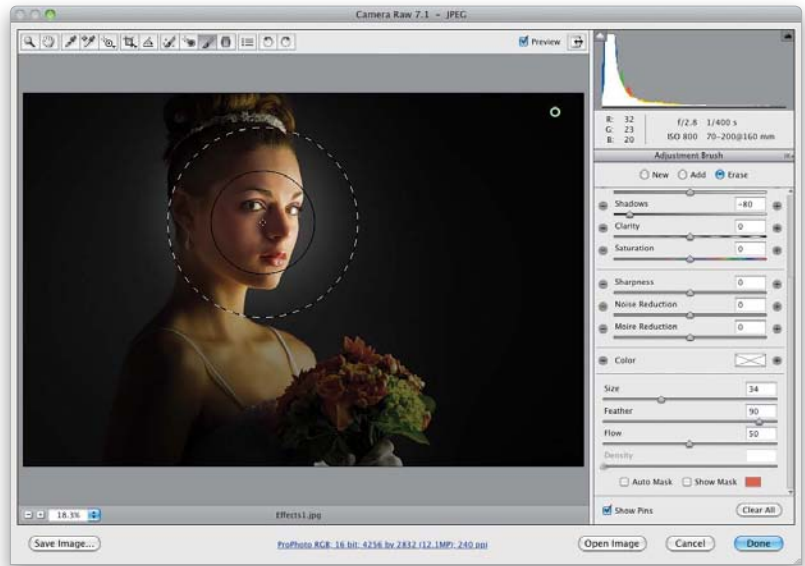 Camera Raw 7.1 – JPEG
Preview
R: 32
G: 23
B: 20
f/2.8 1/400 s
ISO 800 70-200@160 mm
Adjustment Brush
New Add Erase
Shadows -80
Clarity 0
Saturation 0
Sharpness 0
Noise Reduction 0
Moire Reduction 0
Color
Size 34
Feather 90
Flow 50
Density
Auto Mask Show Mask
Show Pins Clear All
18.3% Effects1.jpg
Save Image... ProPhoto RGB; 16 bit; 4256 by 2832 (12.1MP); 240 ppi Open Image Cancel Done